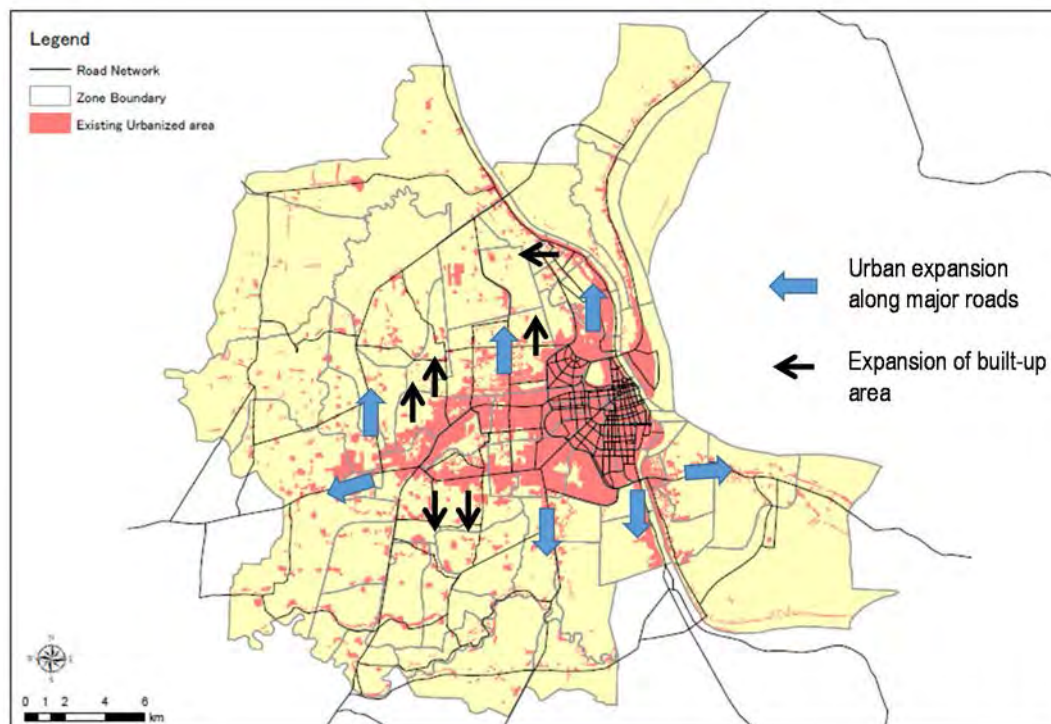 Legend
Road Network
Zone Boundary
Existing Urbanized area
Urban expansion
along major roads
Expansion of built-up
area
N
W E
S
0 1 2 4 6
km